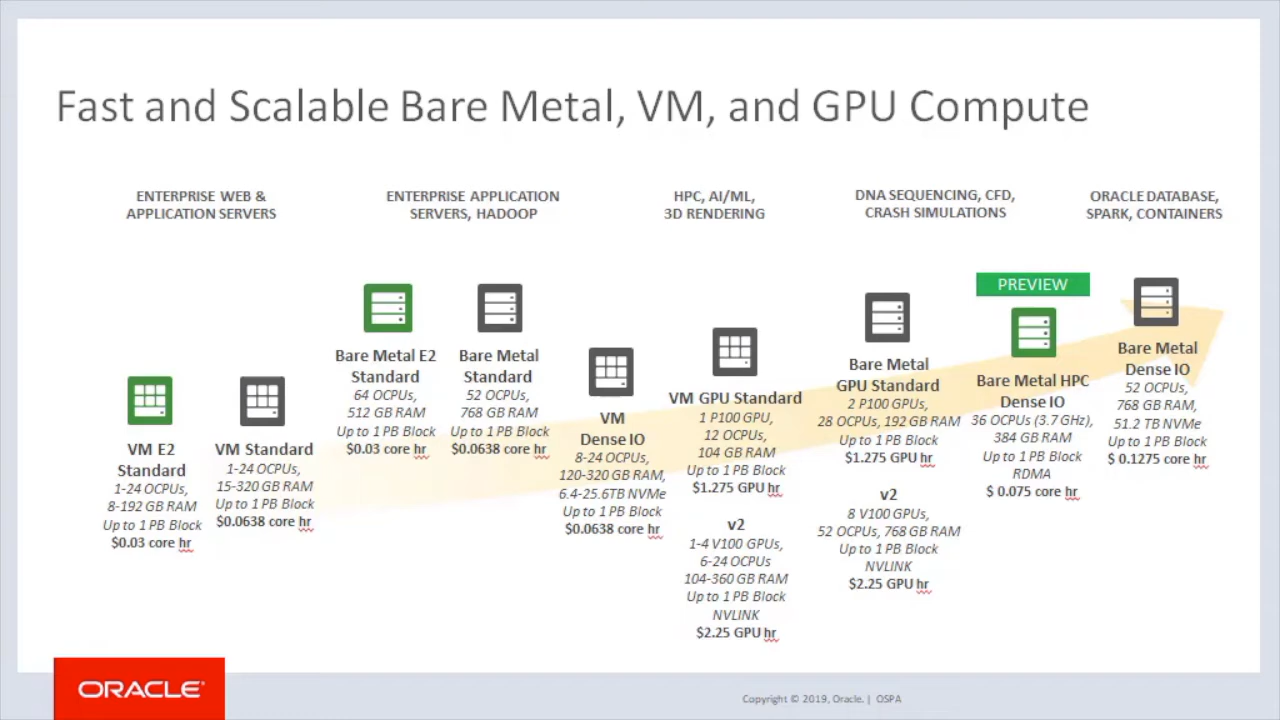 Fast and Scalable Bare Metal, VM, and GPU Compute
ENTERPRISE WEB &
APPLICATION SERVERS
ENTERPRISE APPLICATION
SERVERS, HADOOP
HPC, AI/ML,
3D RENDERING
DNA SEQUENCING, CFD,
CRASH SIMULATIONS
ORACLE DATABASE,
SPARK, CONTAINERS
VM E2
Standard
1-24 OCPUs,
8-192 GB RAM
Up to 1 PB Block
$0.03 core hr
VM Standard
1-24 OCPUs,
15-320 GB RAM
Up to 1 PB Block
$0.0638 core hr
Bare Metal E2
Standard
64 OCPUs,
512 GB RAM
Up to 1 PB Block
$0.03 core hr
Bare Metal
Standard
52 OCPUs,
768 GB RAM
Up to 1 PB Block
$0.0638 core hr
VM
Dense IO
8-24 OCPUs,
120-320 GB RAM,
6.4-25.6TB NVMe
Up to 1 PB Block
$0.0638 core hr
VM GPU Standard
1 P100 GPU,
12 OCPUs,
104 GB RAM
Up to 1 PB Block
$1.275 GPU hr
v2
1-4 V100 GPUs,
6-24 OCPUs
104-360 GB RAM
Up to 1 PB Block
NVLINK
$2.25 GPU hr
Bare Metal
GPU Standard
2 P100 GPUs,
28 OCPUs, 192 GB RAM
Up to 1 PB Block
$1.275 GPU hr
v2
8 V100 GPUs,
52 OCPUs, 768 GB RAM
Up to 1 PB Block
NVLINK
$2.25 GPU hr
PREVIEW
Bare Metal HPC
Dense IO
36 OCPUs (3.7 GHz),
384 GB RAM
Up to 1 PB Block
RDMA
$ 0.075 core hr
Bare Metal
Dense IO
52 OCPUs,
768 GB RAM,
51.2 TB NVMe
Up to 1 PB Block
$ 0.1275 core hr
ORACLE®
Copyright © 2019, Oracle. | OSPA